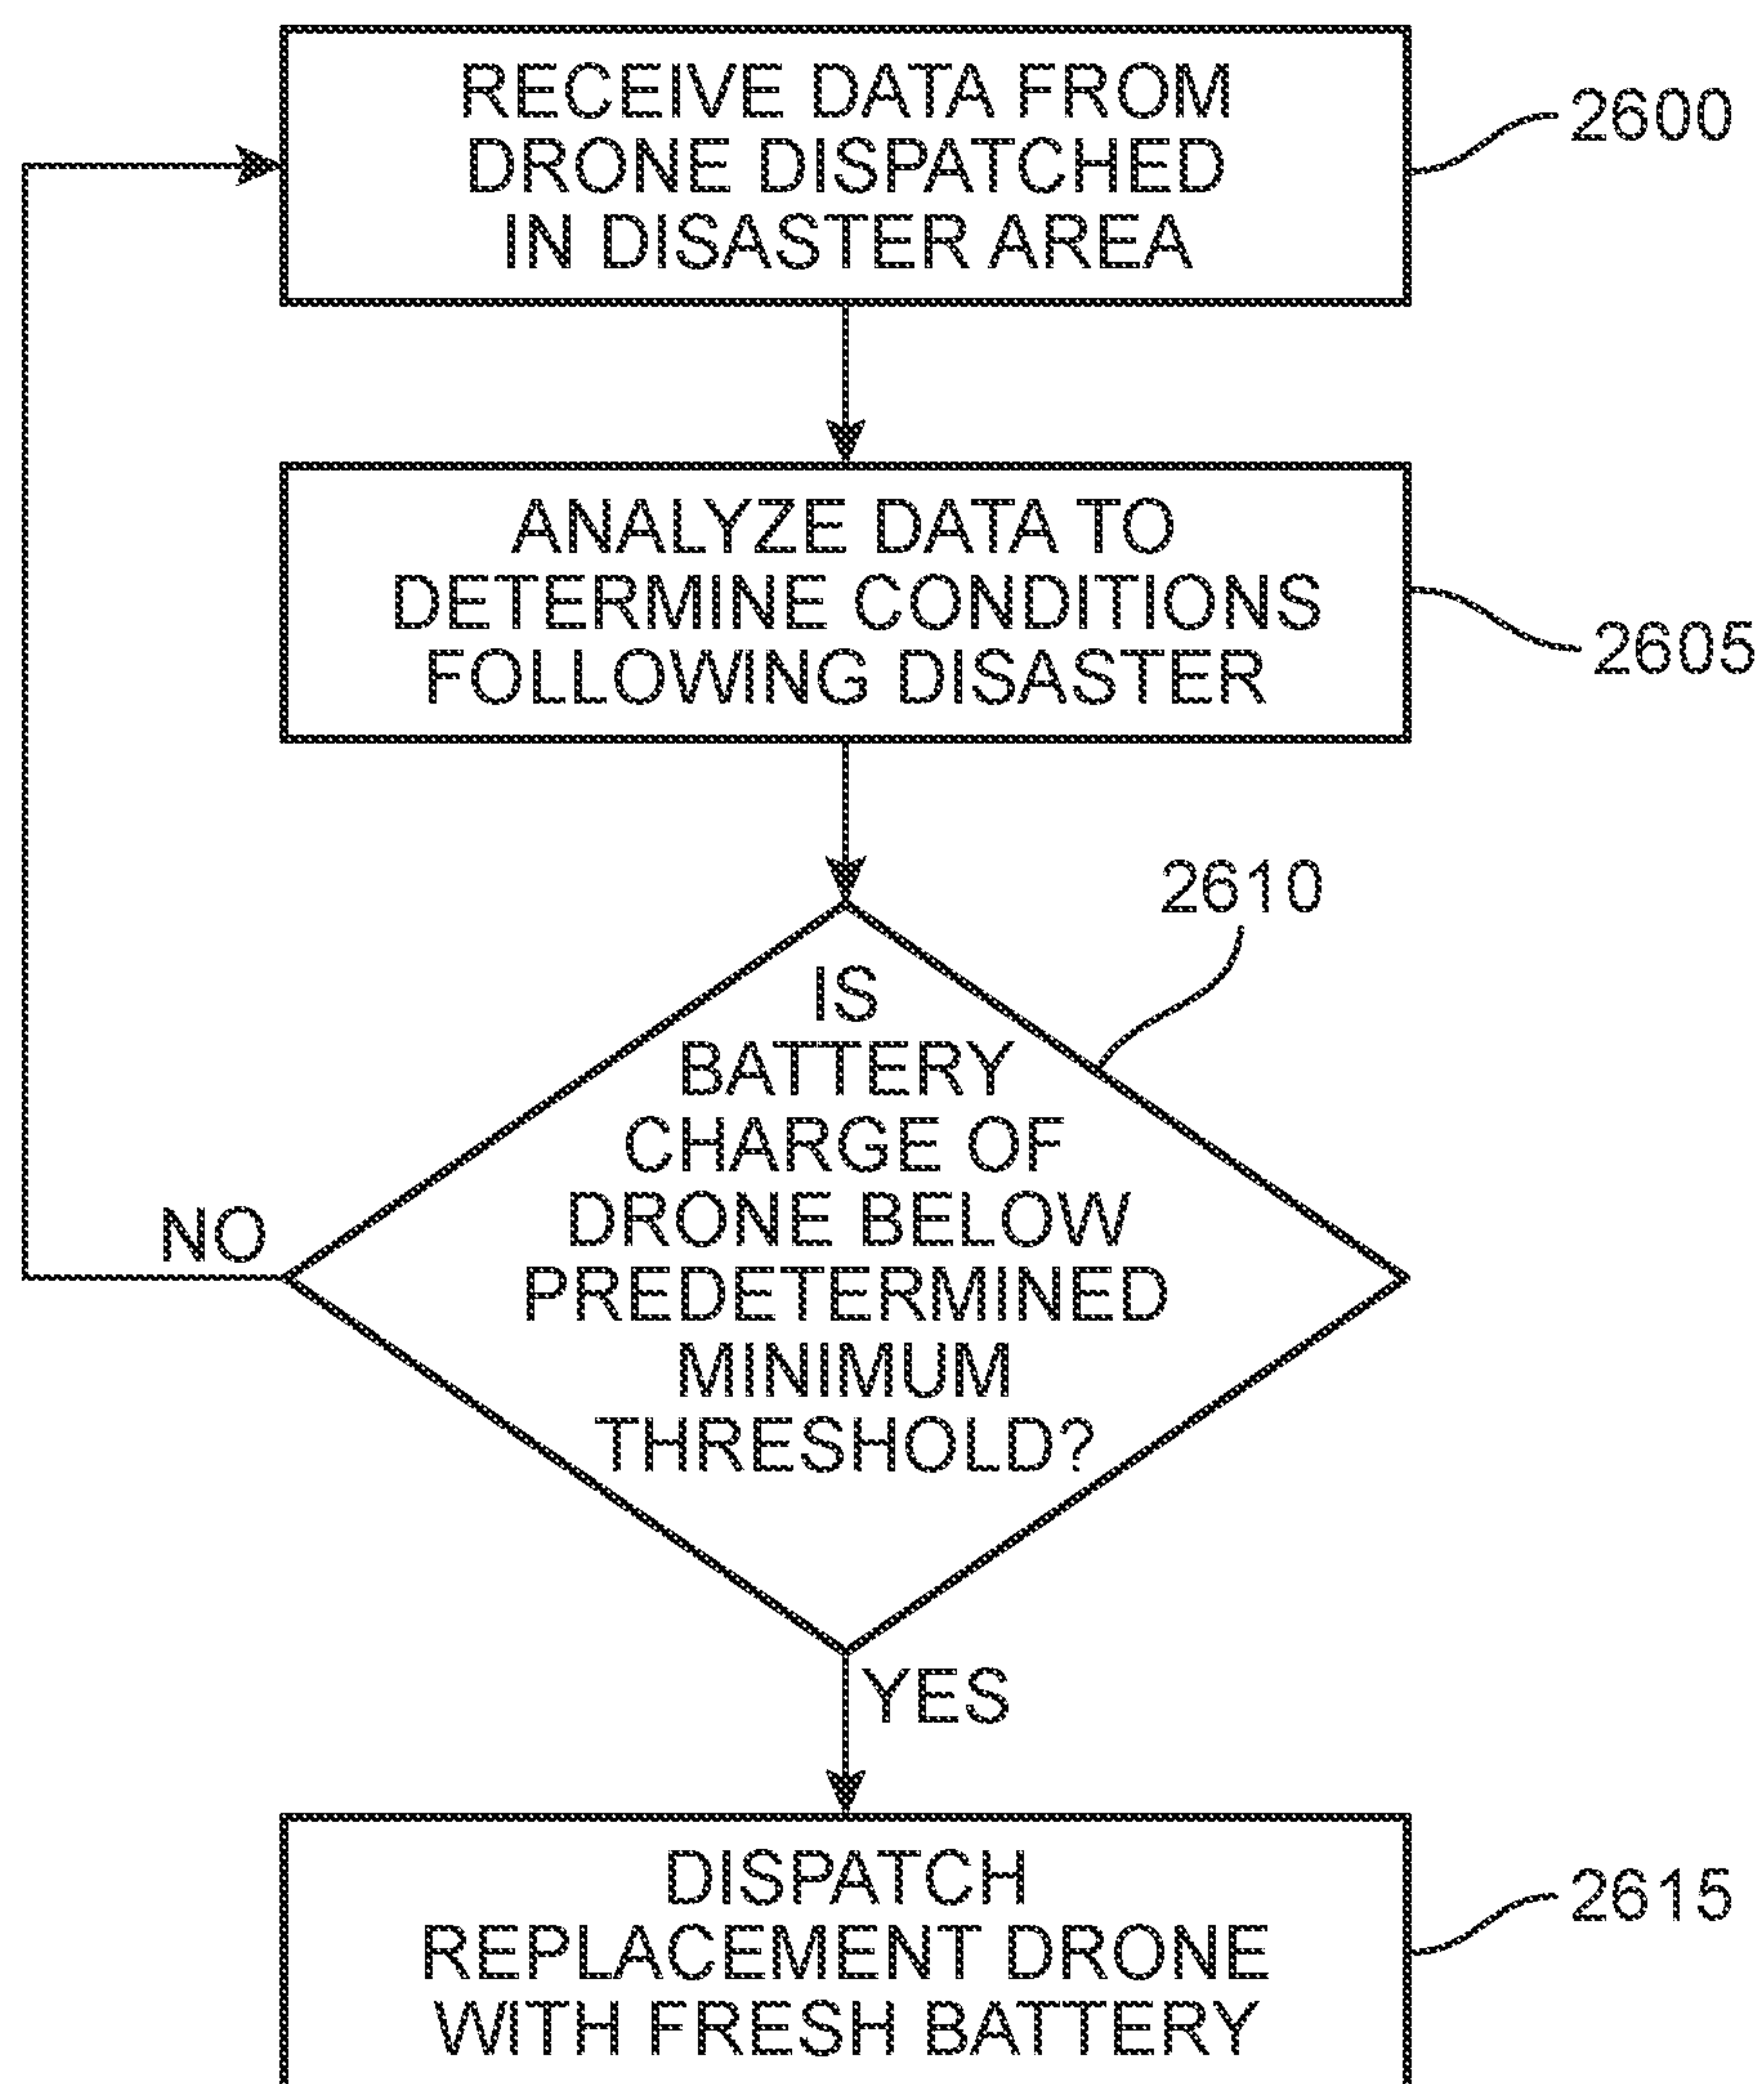 RECEIVE DATA FROM
DRONE DISPATCHED
IN DISASTER AREA
2600
ANALYZE DATA TO
DETERMINE CONDITIONS
FOLLOWING DISASTER
2605
2610
IS
BATTERY
CHARGE OF
DRONE BELOW
PREDETERMINED
MINIMUM
THRESHOLD?
NO
YES
DISPATCH
REPLACEMENT DRONE
WITH FRESH BATTERY
2615